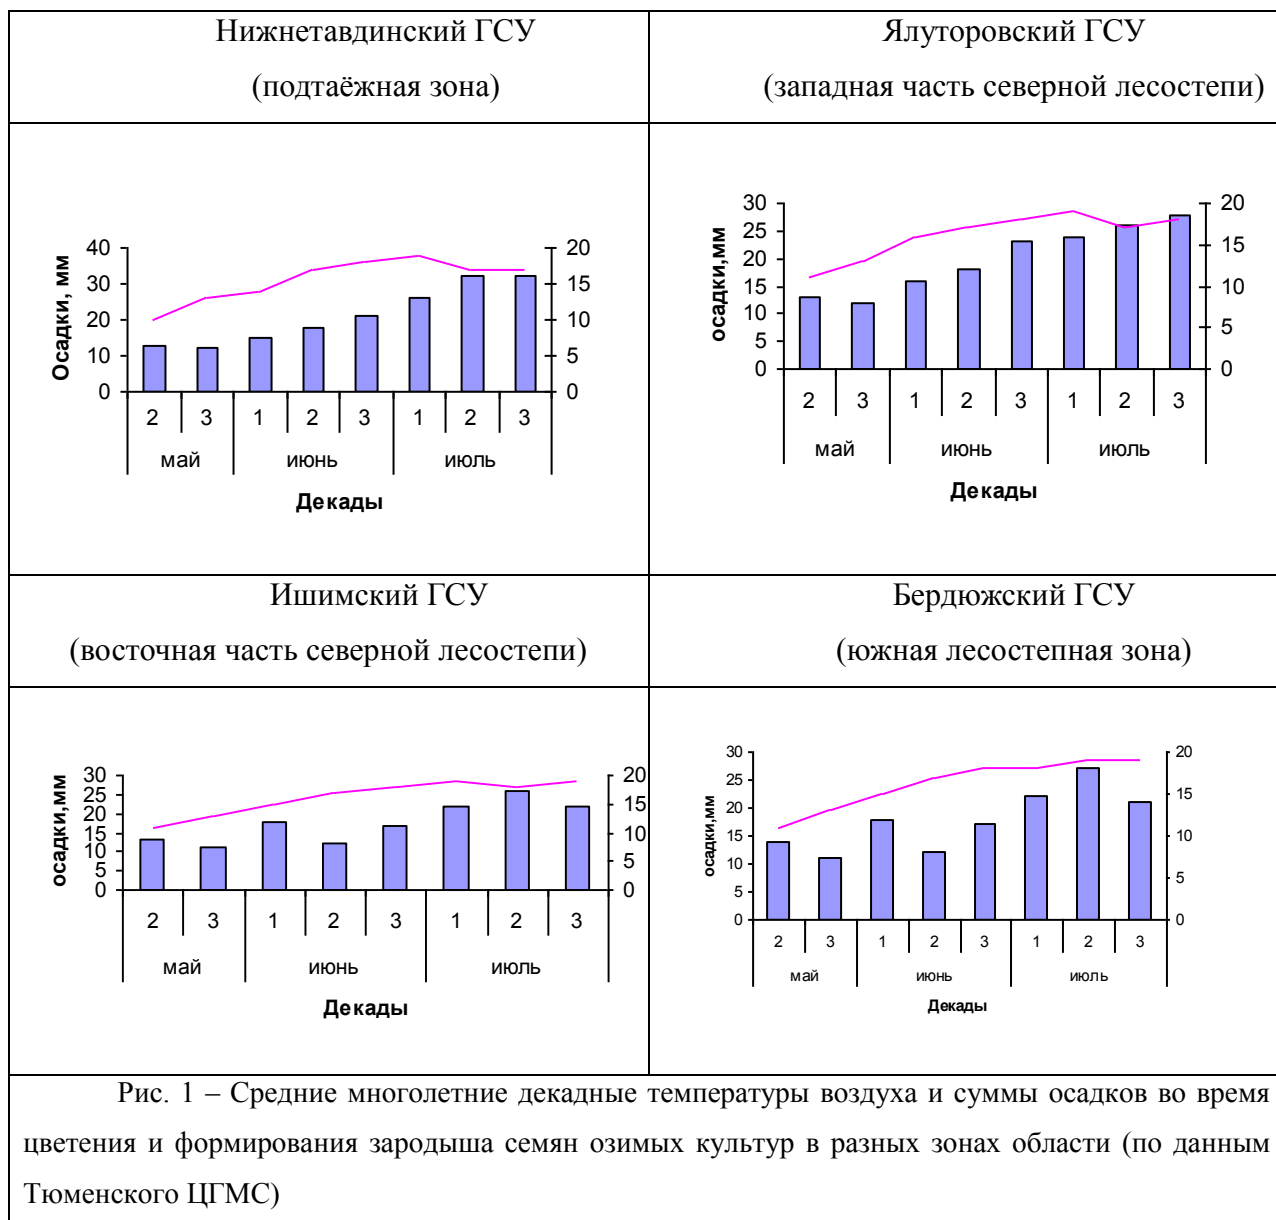 Нижнетавдинский ГСУ
(подтаёжная зона)
Ялуторовский ГСУ
(западная часть северной лесостепи)
Осадки, мм
40
30
20
10
0
20
15
10
5
0
2 3 1 2 3 1 2 3
май июнь июль
Декады
осадки,мм
30
25
20
15
10
5
0
20
15
10
5
0
2 3 1 2 3 1 2 3
май июнь июль
Декады
Ишимский ГСУ
(восточная часть северной лесостепи)
Бердюжский ГСУ
(южная лесостепная зона)
осадки,мм
30
25
20
15
10
5
0
20
15
10
5
0
2 3 1 2 3 1 2 3
май июнь июль
Декады
осадки,мм
30
25
20
15
10
5
0
20
15
10
5
0
2 3 1 2 3 1 2 3
май июнь июль
Декады
Рис. 1 – Средние многолетние декадные температуры воздуха и суммы осадков во время
цветения и формирования зародыша семян озимых культур в разных зонах области (по данным
Тюменского ЦГМС)